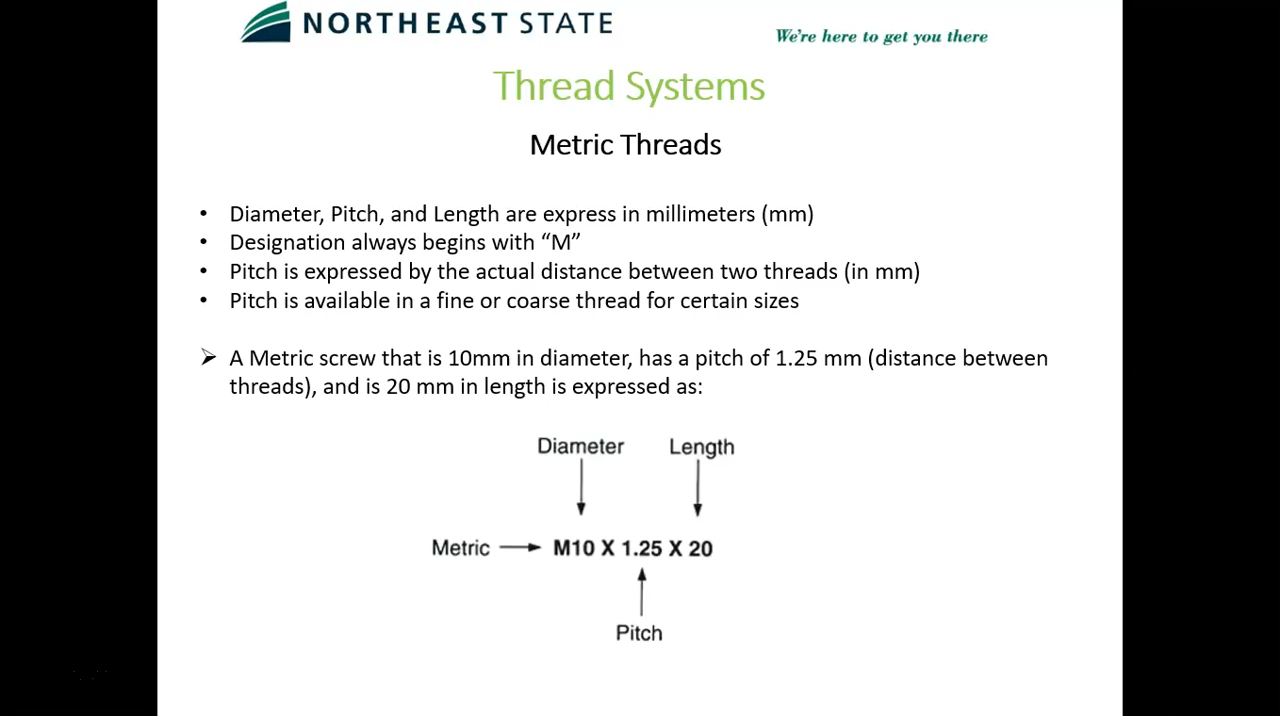 NORTHEAST STATE
We're here to get you there
Thread Systems
Metric Threads
• Diameter, Pitch, and Length are express in millimeters (mm)
• Designation always begins with “M”
• Pitch is expressed by the actual distance between two threads (in mm)
• Pitch is available in a fine or coarse thread for certain sizes
➢ A Metric screw that is 10mm in diameter, has a pitch of 1.25 mm (distance between
threads), and is 20 mm in length is expressed as:
Diameter Length
Metric M10 X 1.25 X 20
Pitch